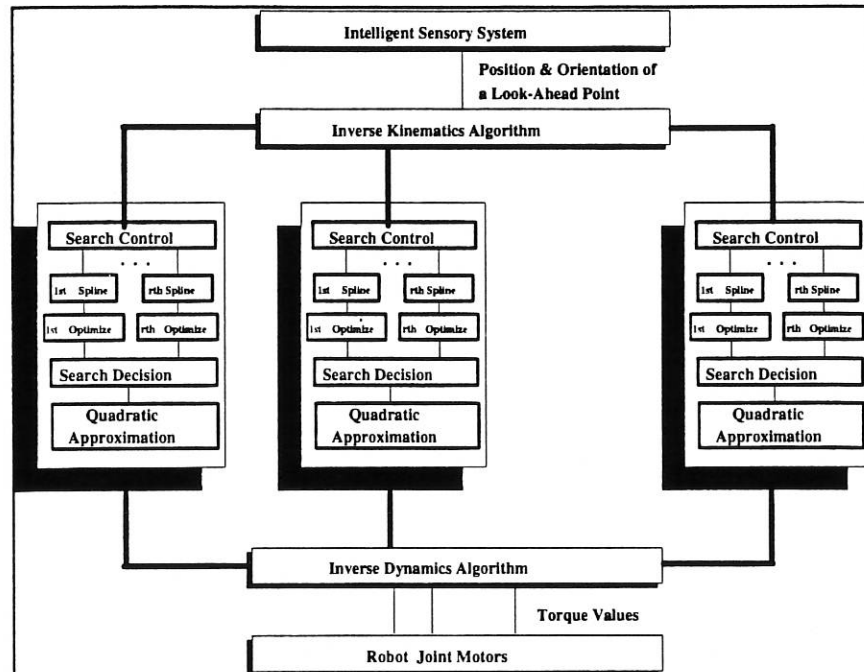 Intelligent Sensory System
Position & Orientation of
a Look-Ahead Point
Inverse Kinematics Algorithm
Search Control
. . .
1st Spline
rth Spline
1st Optimize
rth Optimize
Search Decision
Quadratic
Approximation
Search Control
. . .
1st Spline
rth Spline
1st Optimize
rth Optimize
Search Decision
Quadratic
Approximation
Search Control
. . .
1st Spline
rth Spline
1st Optimize
rth Optimize
Search Decision
Quadratic
Approximation
Inverse Dynamics Algorithm
Torque Values
Robot Joint Motors